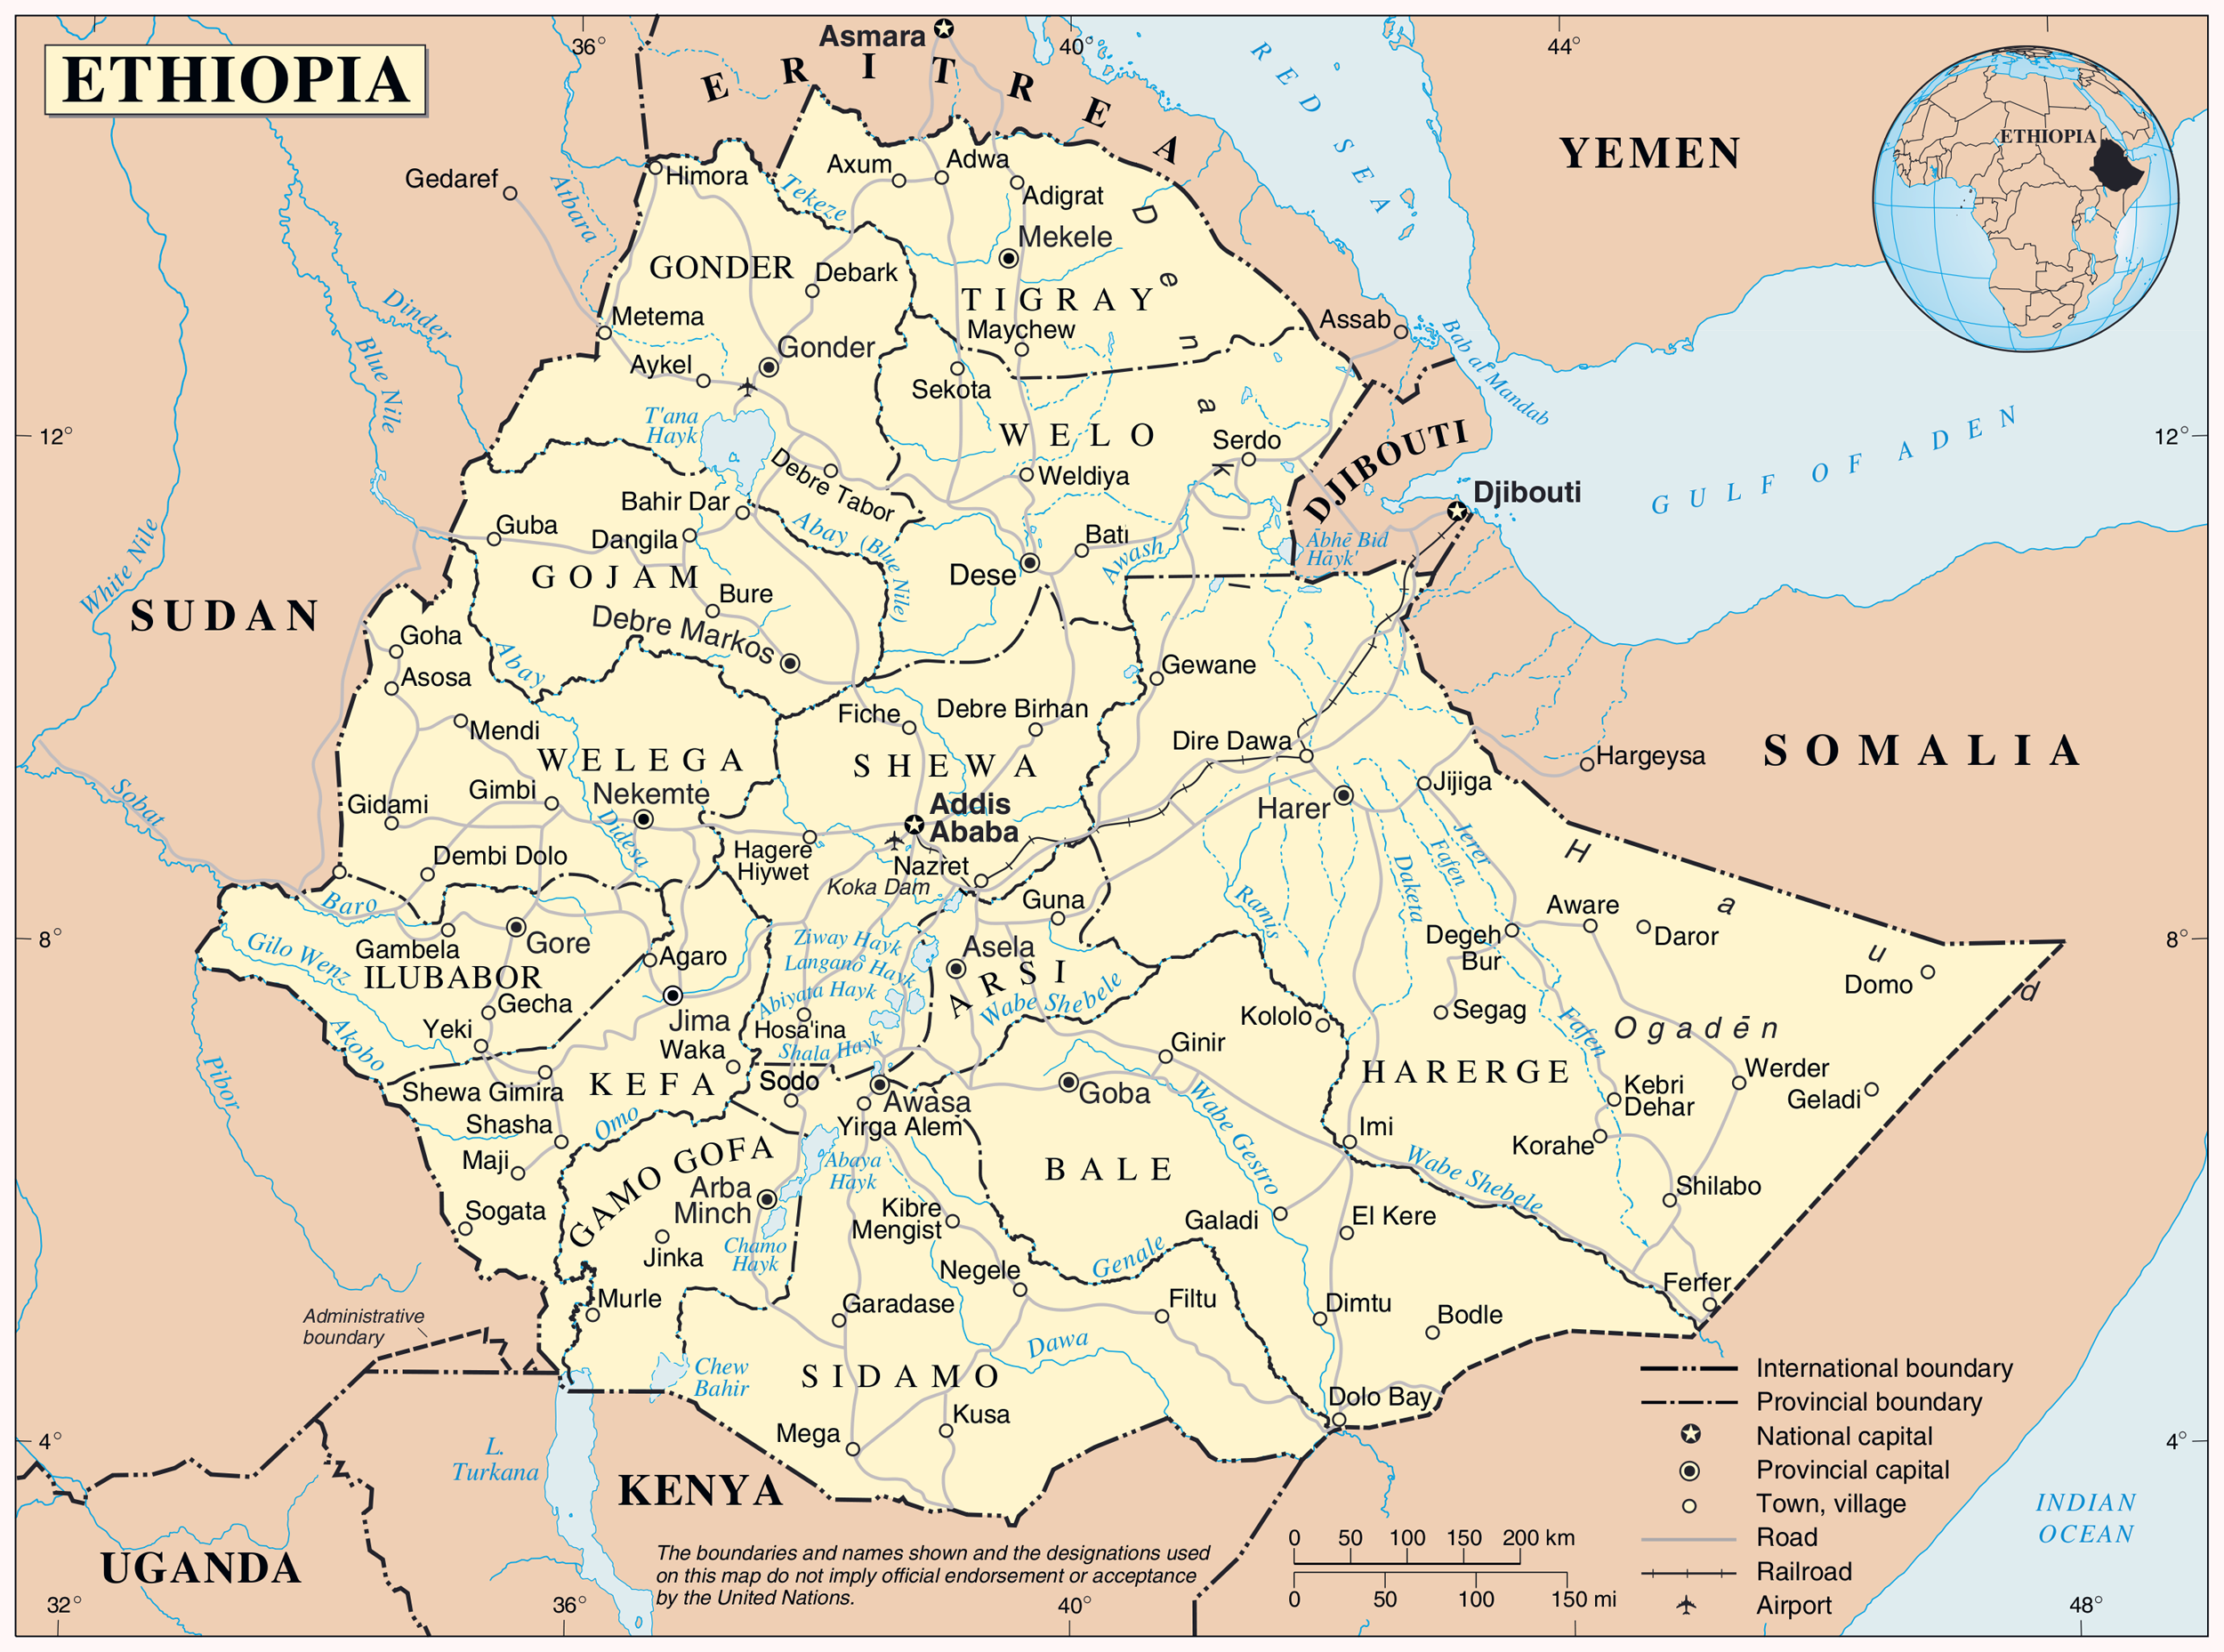 ETHIOPIA
36°
40°
44°
Asmara
ERITREA
RED SEA
YEMEN
ETHIOPIA
Gedaref
Atbara
Himora
Tekeze
Axum
Adwa
Adigrat
Mekele
GONDER
Debark
TIGRAY
Denakil
Dinder
Blue Nile
Metema
Gonder
Maychew
Assab
Bab al Mandab
Aykel
Sekota
T'ana
Hayk
12°
WELO
Serdo
DJIBOUTI
12°
GULF OF ADEN
Debre Tabor
Weldiya
Djibouti
Bahir Dar
Guba
Dangila
Abay (Blue Nile)
Bati
Awash
Ābhē Bid
Hāyk'
White Nile
GOJAM
Dese
Bure
SUDAN
Debre Markos
Goha
Abay
Asosa
Gewane
Mendi
Fiche
Debre Birhan
WELEGA
SHEWA
Dire Dawa
Hargeysa
SOMALIA
Sobat
Gimbi
Nekemte
Gidami
Addis
Ababa
Harer
Jijiga
Didesa
Dembi Dolo
Hagere
Hiywet
Nazret
Koka Dam
Jerer
Fafen
Daketa
Haud
Baro
Guna
Ramis
Aware
Gambela
Gore
8°
Gilo Wenz
ILUBABOR
Agaro
Ziway Hayk
Langano Hayk
Abiyata Hayk
Asela
ARSI
Wabe Shebele
Degeh
Bur
Daror
8°
Domo
Gecha
Jima
Hosa'ina
Shala Hayk
Kololo
Segag
Fafen
Ogadēn
Yeki
Akobo
Waka
Ginir
Pibor
Shewa Gimira
KEFA
Sodo
Awasa
Goba
HARERGE
Werder
Kebri
Dehar
Geladi
Shasha
Omo
Yirga Alem
Wabe Gestro
Imi
Korahe
Maji
GAMO GOFA
Abaya
Hayk
BALE
Wabe Shebele
Arba
Minch
Shilabo
Sogata
Jinka
Chamo
Hayk
Kibre
Mengist
Galadi
El Kere
Genale
Negele
Ferfer
Administrative
boundary
Murle
Garadase
Filtu
Dimtu
Bodle
Dawa
Chew
Bahir
SIDAMO
Dolo Bay
Kusa
Mega
4°
L.
Turkana
KENYA
UGANDA
4°
INDIAN
OCEAN
International boundary
Provincial boundary
National capital
Provincial capital
Town, village
Road
Railroad
Airport
0 50 100 150 200 km
0 50 100 150 mi
The boundaries and names shown and the designations used
on this map do not imply official endorsement or acceptance
by the United Nations.
32°
36°
40°
48°